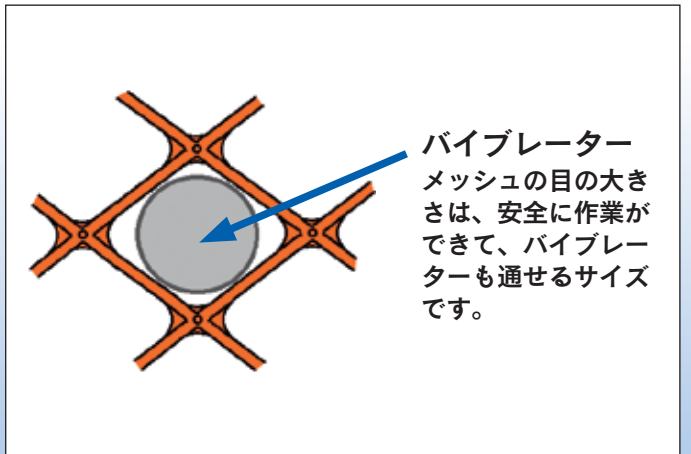 バイブレーター
メッシュの目の大き
さは、安全に作業が
できて、バイブレー
ターも通せるサイズ
です。